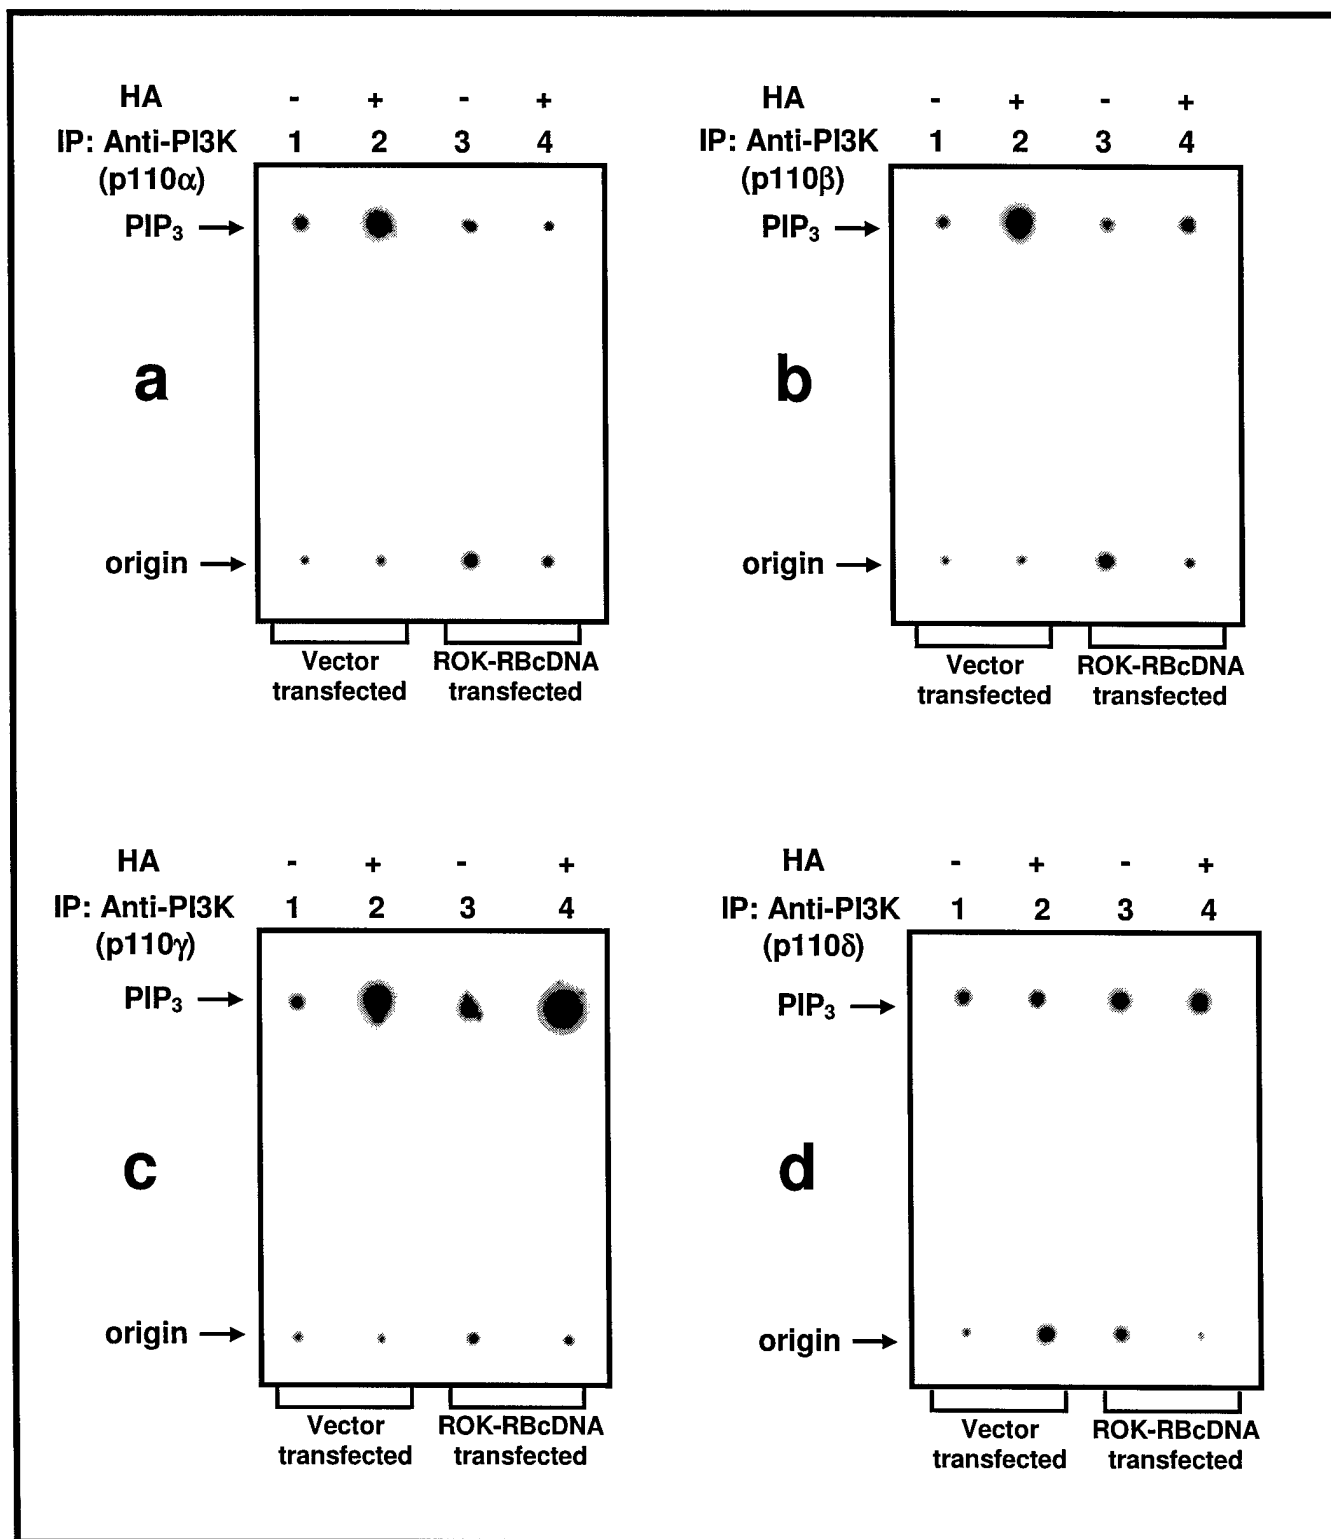 HA - + - +
IP: Anti-PI3K 1 2 3 4
(p110α)
PIP₃
a
origin
Vector transfected
ROK-RBcDNA transfected
HA - + - +
IP: Anti-PI3K 1 2 3 4
(p110β)
PIP₃
b
origin
Vector transfected
ROK-RBcDNA transfected
HA - + - +
IP: Anti-PI3K 1 2 3 4
(p110γ)
PIP₃
c
origin
Vector transfected
ROK-RBcDNA transfected
HA - + - +
IP: Anti-PI3K 1 2 3 4
(p110δ)
PIP₃
d
origin
Vector transfected
ROK-RBcDNA transfected